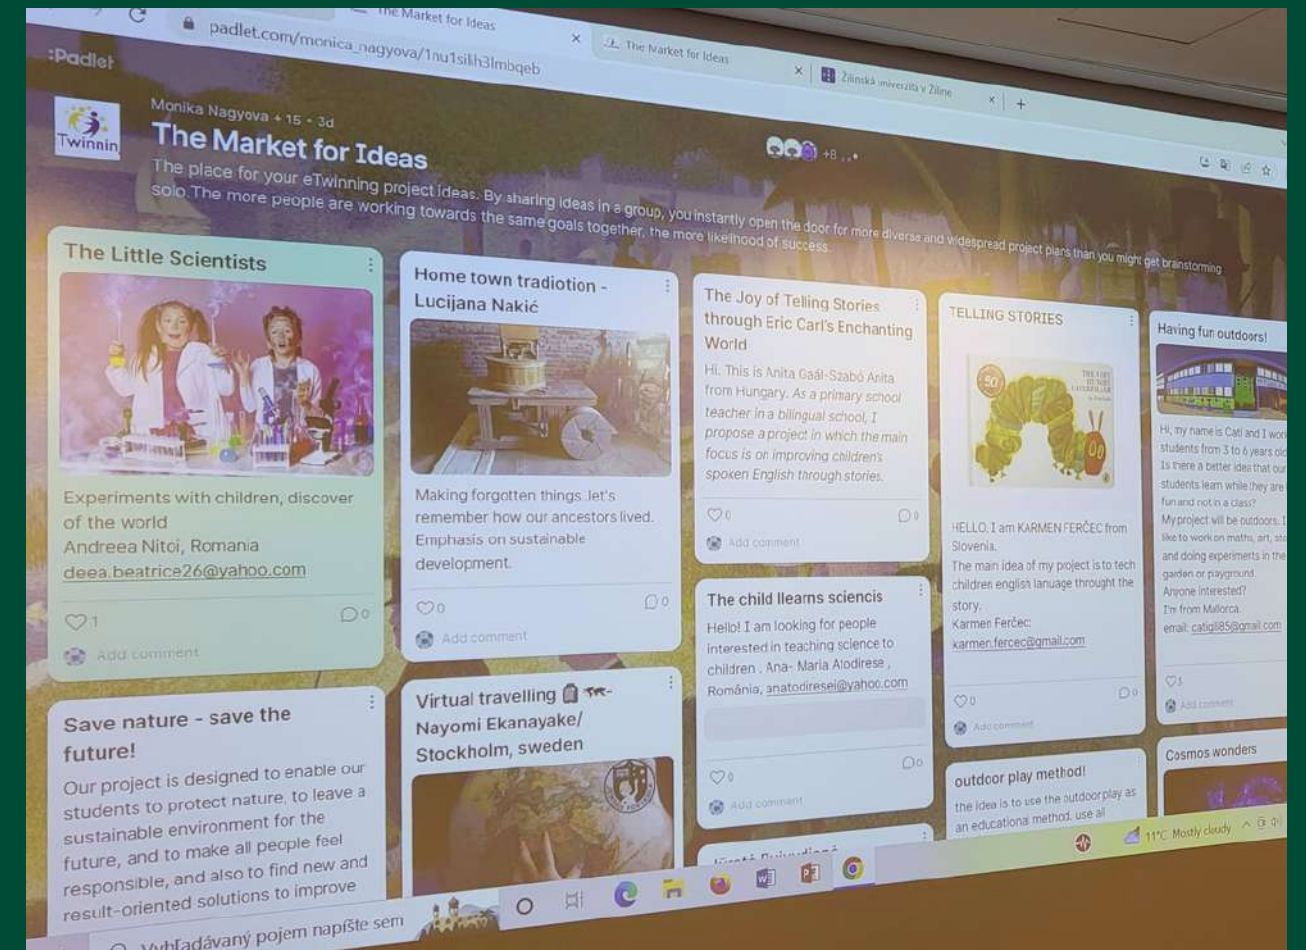 The Market for Ideas
The Market for Ideas
Žilinská univerzita v Žiline
padlet.com/monica_nagyova/1nu1silih3lmbqeb
:Padlet
Twinnin
Monika Nagyova + 15 • 3d
The Market for Ideas
+8
The place for your eTwinning project ideas. By sharing ideas in a group, you instantly open the door for more diverse and widespread project plans than you might get brainstorming
solo.The more people are working towards the same goals together, the more likelihood of success.
The Little Scientists
Experiments with children, discover
of the world
Andreea Nitoi, Romania
deea.beatrice26@yahoo.com
1
0
Add comment
Save nature - save the
future!
Our project is designed to enable our
students to protect nature, to leave a
sustainable environment for the
future, and to make all people feel
responsible, and also to find new and
result-oriented solutions to improve
Home town tradiotion -
Lucijana Nakić
Making forgotten things .let's
remember how our ancestors lived.
Emphasis on sustainable
development.
0
0
Add comment
Virtual travelling
Nayomi Ekanayake/
Stockholm, sweden
The Joy of Telling Stories
through Eric Carl's Enchanting
World
Hi. This is Anita Gaál-Szabó Anita
from Hungary. As a primary school
teacher in a bilingual school, I
propose a project in which the main
focus is on improving children's
spoken English through stories.
0
0
Add comment
The child llearns sciencis
Hello! I am looking for people
interested in teaching science to
children . Ana- Maria Atodirese ,
România, anatodiresei@yahoo.com
0
0
Add comment
TELLING STORIES
THE VERY
HUNGRY
CATERPILLAR
50
HELLO, I am KARMEN FERČEC from
Slovenia.
The main idea of my project is to tech
children english lanuage throught the
story.
Karmen Ferčec:
karmen.fercec@gmail.com
0
0
Add comment
outdoor play method!
the idea is to use the outdoor play as
an educational method. use all
Having fun outdoors!
Hi, my name is Cati and I
students from 3 to 6 years
Is there a better idea that our
students learn while they are
fun and not in a class?
My project will be outdoors. I
like to work on maths, art,
and doing experiments in the
garden or playground.
Anyone interested?
I'm from Mallorca.
email: catigili85@gmail.com
3
Add comment
Cosmos wonders
11°C Mostly cloudy
Vyhľadávaný pojem napíšte sem